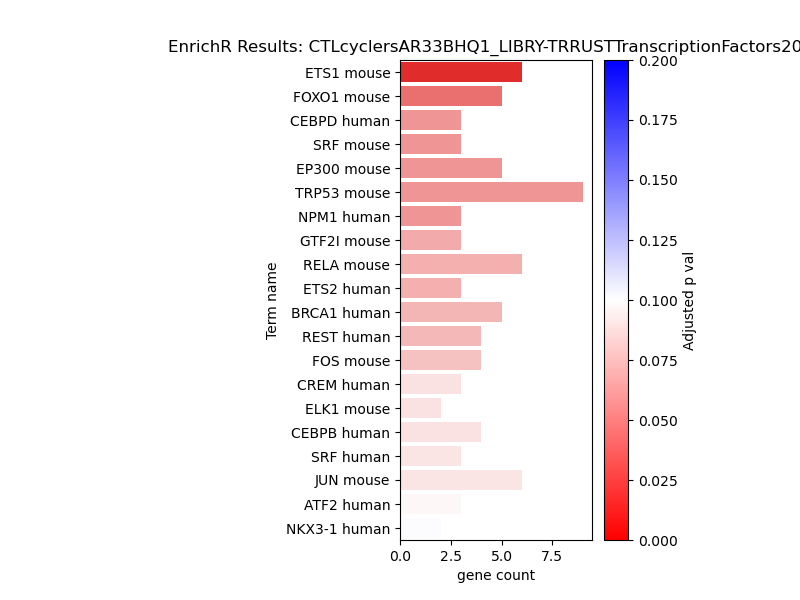 EnrichR Results: CTLcyclersAR33BHQ1_LIBRY-TRRUSTTranscriptionFactors20
ETS1 mouse
FOXO1 mouse
CEBPD human
SRF mouse
EP300 mouse
TRP53 mouse
NPM1 human
GTF2I mouse
RELA mouse
ETS2 human
BRCA1 human
REST human
FOS mouse
CREM human
ELK1 mouse
CEBPB human
SRF human
JUN mouse
ATF2 human
NKX3-1 human
Term name
0.0 2.5 5.0 7.5
gene count
0.200
0.175
0.150
0.125
0.100
0.075
0.050
0.025
0.000
Adjusted p val